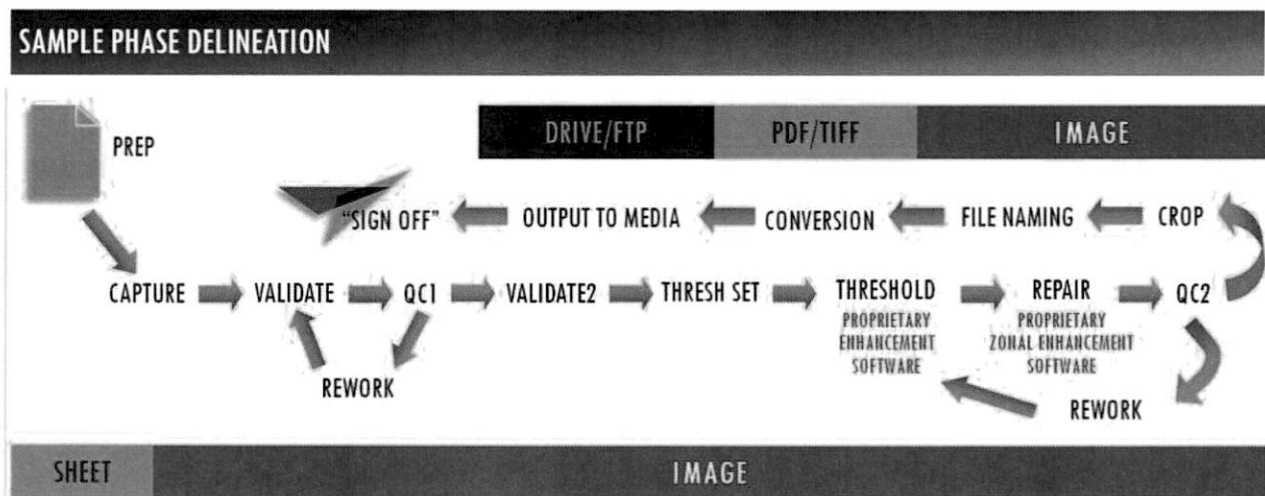 SAMPLE PHASE DELINEATION
PREP
DRIVE/FTP
PDF/TIFF
IMAGE
"SIGN OFF"
OUTPUT TO MEDIA
CONVERSION
FILE NAMING
CROP
CAPTURE
VALIDATE
QC1
VALIDATE2
THRESH SET
THRESHOLD
PROPRIETARY
ENHANCEMENT
SOFTWARE
REPAIR
PROPRIETARY
ZONAL ENHANCEMENT
SOFTWARE
QC2
REWORK
REWORK
SHEET
IMAGE